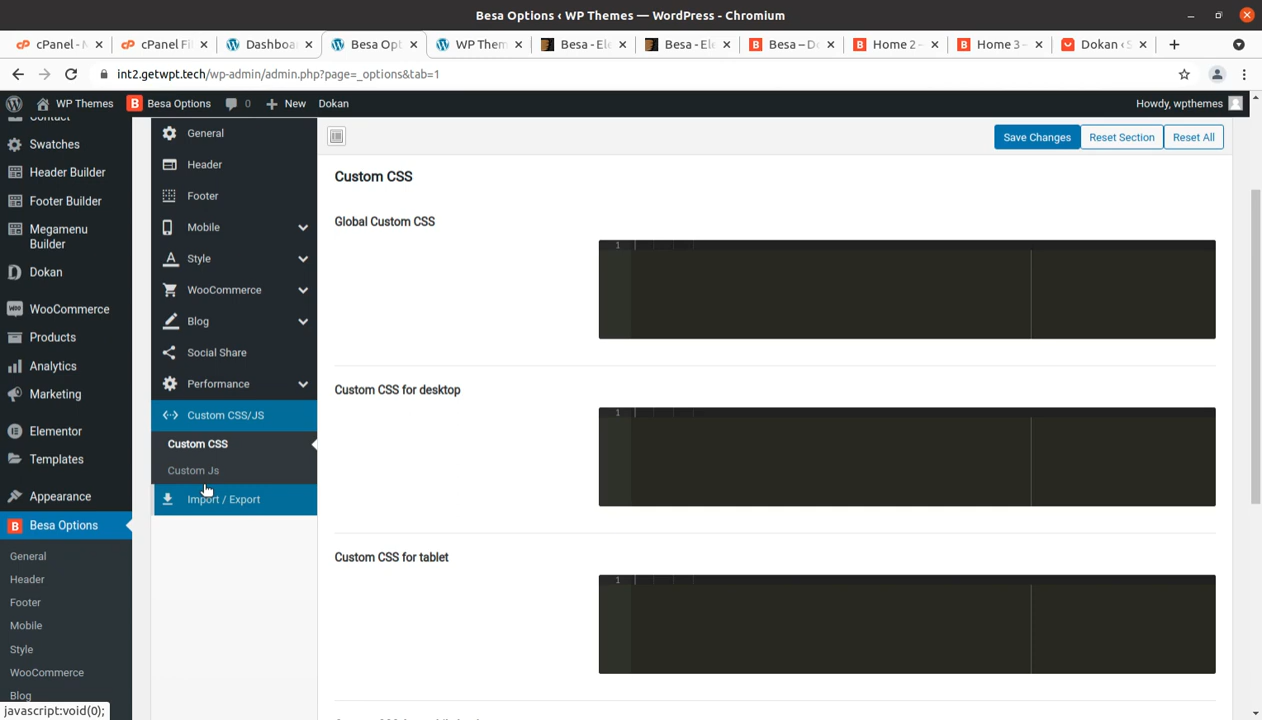 Besa Options ‹ WP Themes — WordPress - Chromium
cPanel - M
cPanel Fi
Dashboa
Besa Opt
WP Them
Besa - Ele
Besa - Ele
Besa – D
Home 2 –
Home 3 –
Dokan ‹ S
int2.getwpt.tech/wp-admin/admin.php?page=_options&tab=1
WP Themes
Besa Options
0
New
Dokan
Howdy, wpthemes
Contact
Swatches
Header Builder
Footer Builder
Megamenu
Builder
Dokan
WooCommerce
Products
Analytics
Marketing
Elementor
Templates
Appearance
Besa Options
General
Header
Footer
Mobile
Style
WooCommerce
Blog
javascript:void(0);
General
Header
Footer
Mobile
Style
WooCommerce
Blog
Social Share
Performance
Custom CSS/JS
Custom CSS
Custom Js
Import / Export
Save Changes
Reset Section
Reset All
Custom CSS
Global Custom CSS
1
Custom CSS for desktop
1
Custom CSS for tablet
1